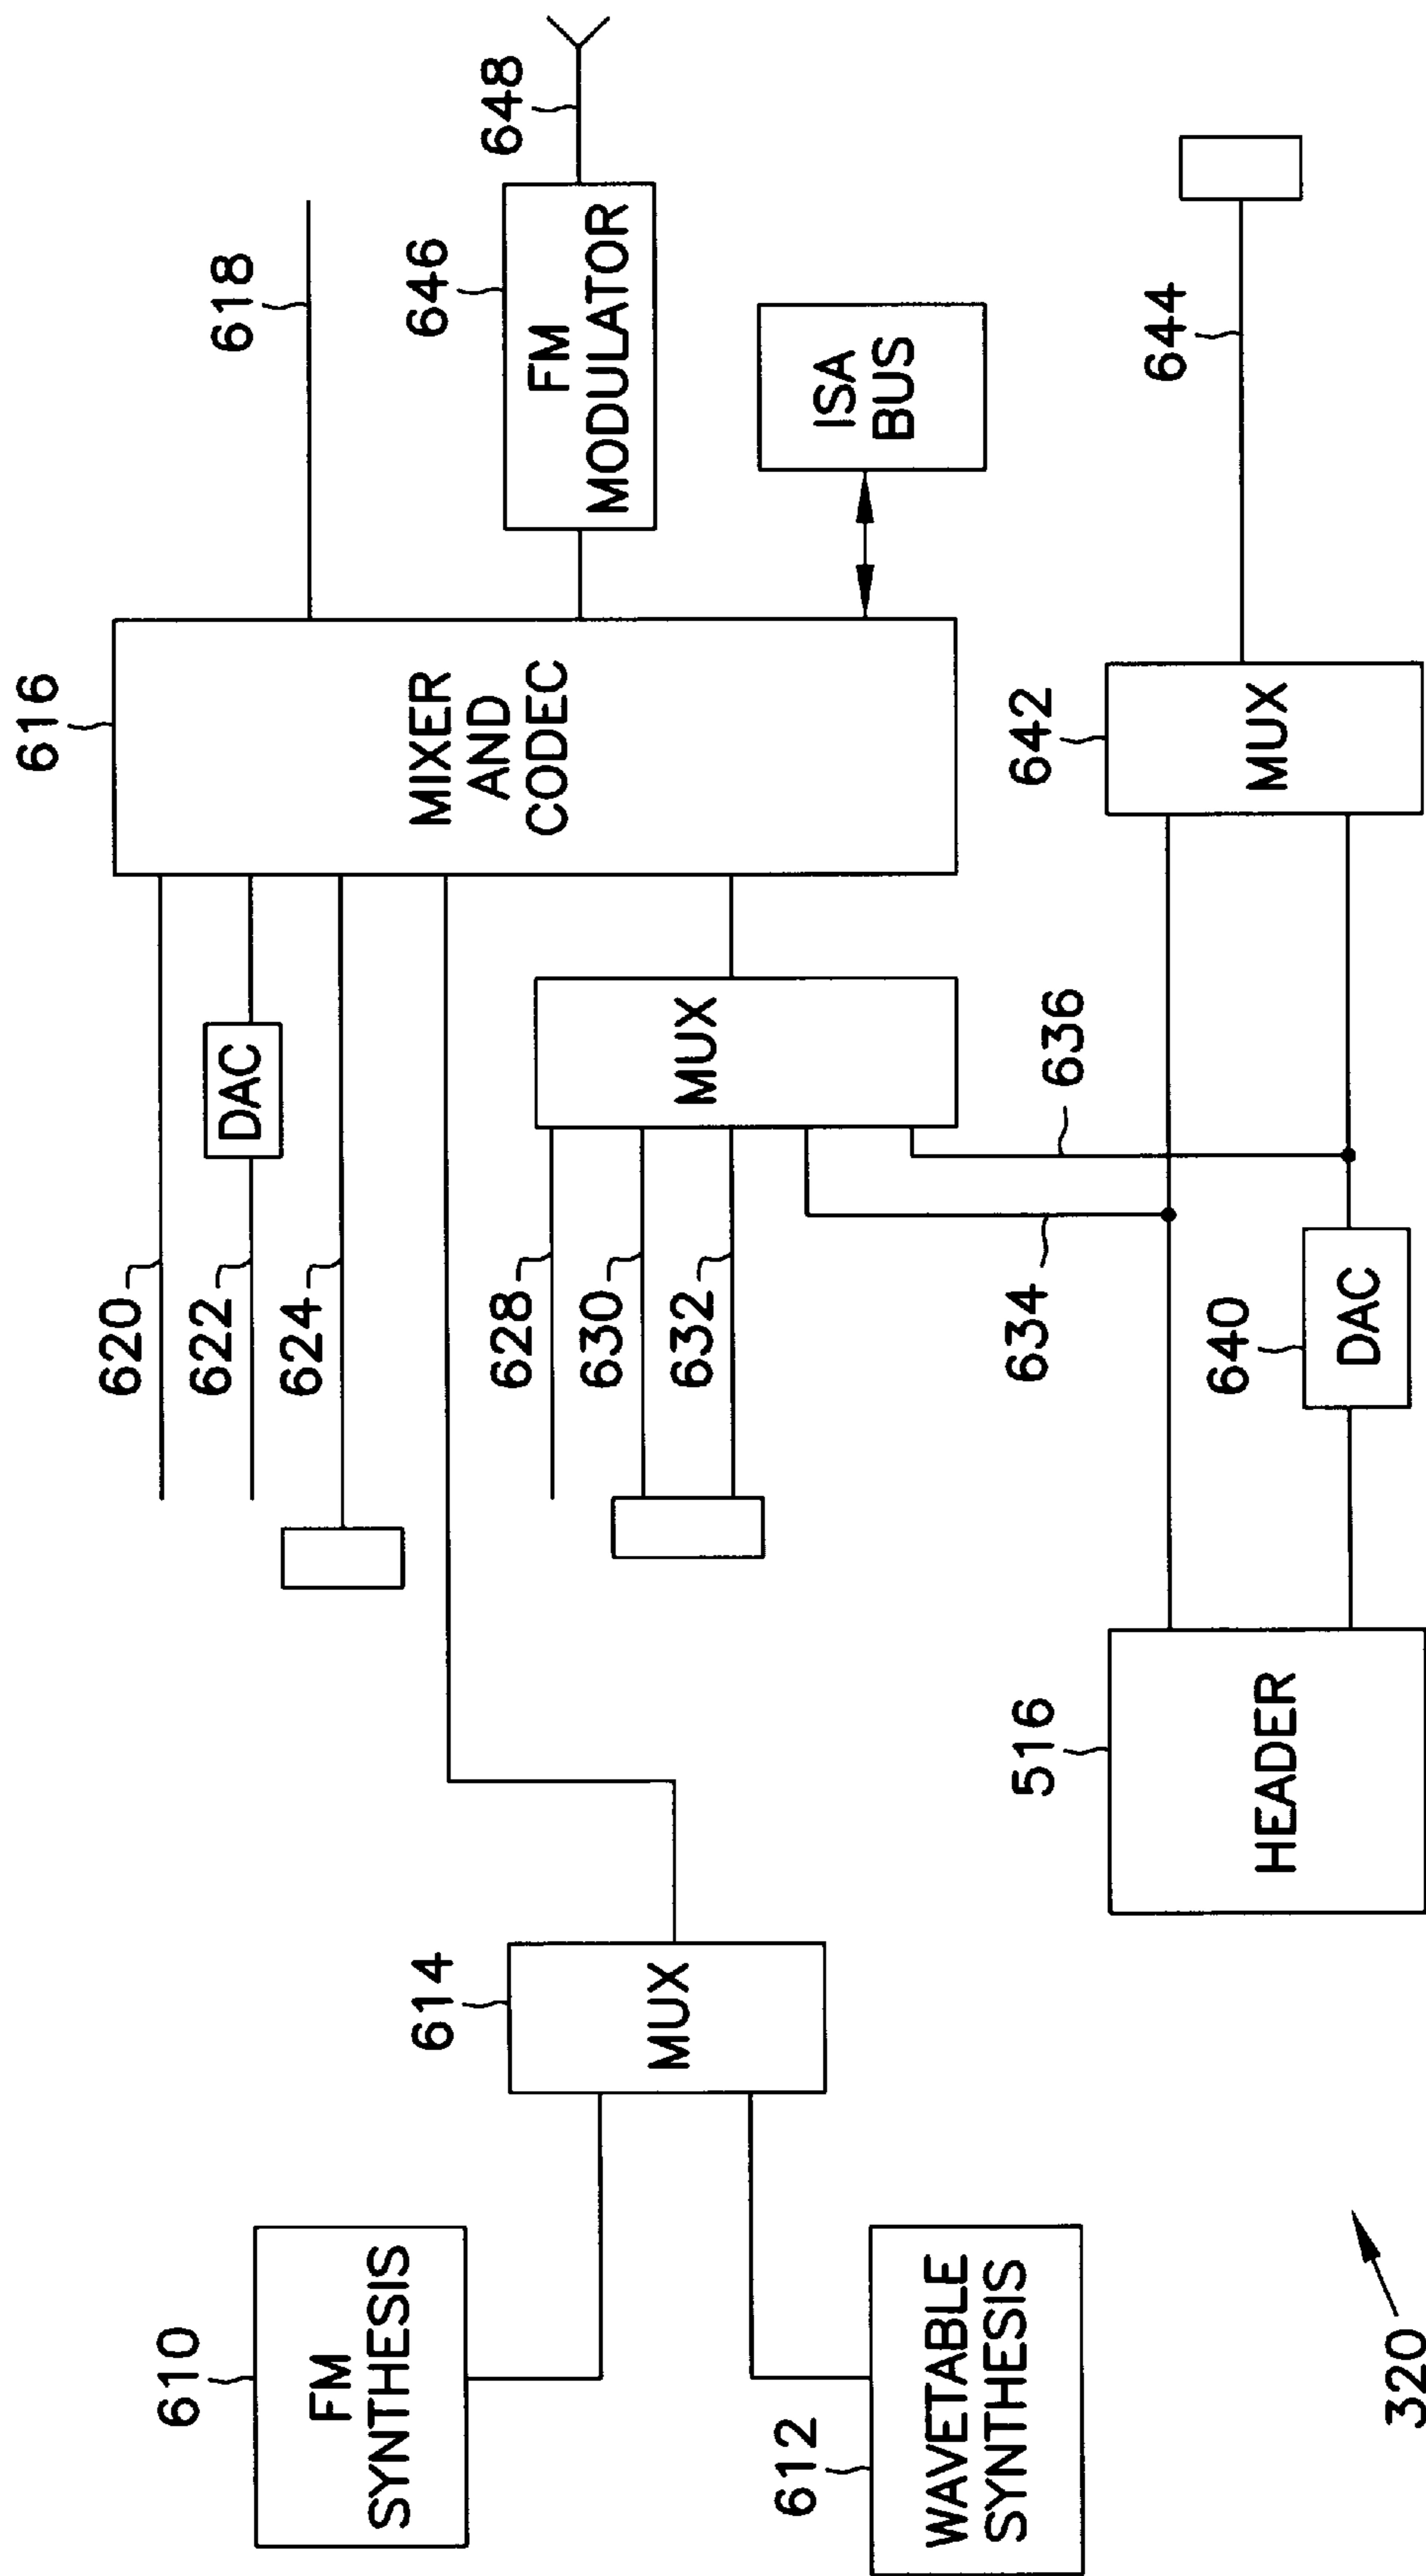 616
620
610
622
DAC
618
624
FM
SYNTHESIS
614
MIXER
AND
CODEC
646
648
628
FM
MODULATOR
630
MUX
632
MUX
612
ISA
BUS
WAVETABLE
SYNTHESIS
634
636
516
642
644
640
HEADER
DAC
MUX
320